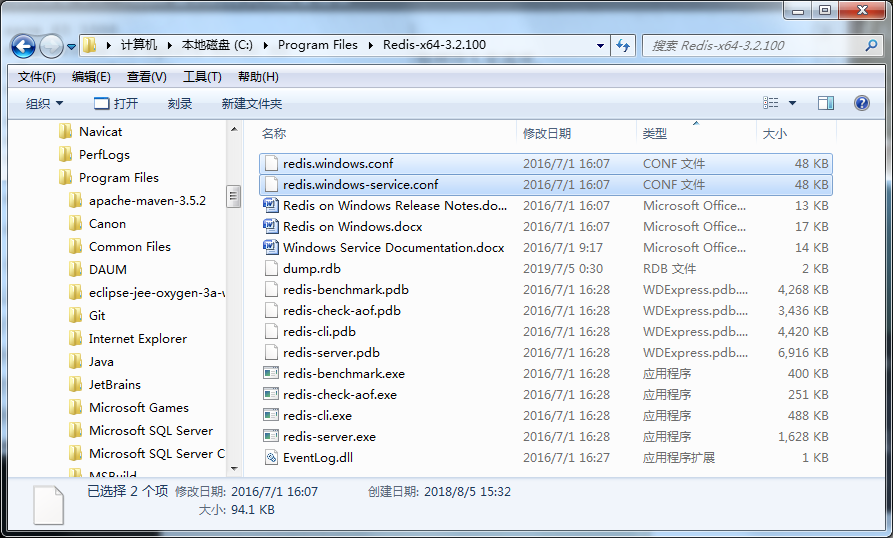 计算机 本地磁盘 (C:) Program Files Redis-x64-3.2.100 搜索 Redis-x64-3.2.100
文件(F) 编辑(E) 查看(V) 工具(T) 帮助(H)
组织 打开 刻录 新建文件夹
Navicat
PerfLogs
Program Files
apache-maven-3.5.2
Canon
Common Files
DAUM
eclipse-jee-oxygen-3a-w
Git
Internet Explorer
Java
JetBrains
Microsoft Games
Microsoft SQL Server
Microsoft SQL Server C
MSBuild
名称 修改日期 类型 大小
redis.windows.conf 2016/7/1 16:07 CONF 文件 48 KB
redis.windows-service.conf 2016/7/1 16:07 CONF 文件 48 KB
Redis on Windows Release Notes.do... 2016/7/1 16:07 Microsoft Office... 13 KB
Redis on Windows.docx 2016/7/1 16:07 Microsoft Office... 17 KB
Windows Service Documentation.docx 2016/7/1 9:17 Microsoft Office... 14 KB
dump.rdb 2019/7/5 0:30 RDB 文件 2 KB
redis-benchmark.pdb 2016/7/1 16:28 WDExpress.pdb.... 4,268 KB
redis-check-aof.pdb 2016/7/1 16:28 WDExpress.pdb.... 3,436 KB
redis-cli.pdb 2016/7/1 16:28 WDExpress.pdb.... 4,420 KB
redis-server.pdb 2016/7/1 16:28 WDExpress.pdb.... 6,916 KB
redis-benchmark.exe 2016/7/1 16:28 应用程序 400 KB
redis-check-aof.exe 2016/7/1 16:28 应用程序 251 KB
redis-cli.exe 2016/7/1 16:28 应用程序 488 KB
redis-server.exe 2016/7/1 16:28 应用程序 1,628 KB
EventLog.dll 2016/7/1 16:27 应用程序扩展 1 KB
已选择 2 个项 修改日期: 2016/7/1 16:07 创建日期: 2018/8/5 15:32
大小: 94.1 KB